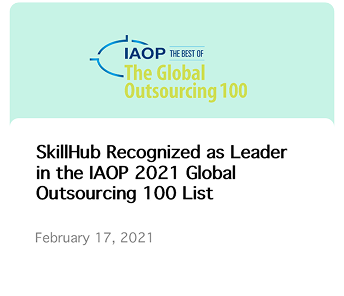 IAOP THE BEST OF
The Global
Outsourcing 100
SkillHub Recognized as Leader
in the IAOP 2021 Global
Outsourcing 100 List
February 17, 2021